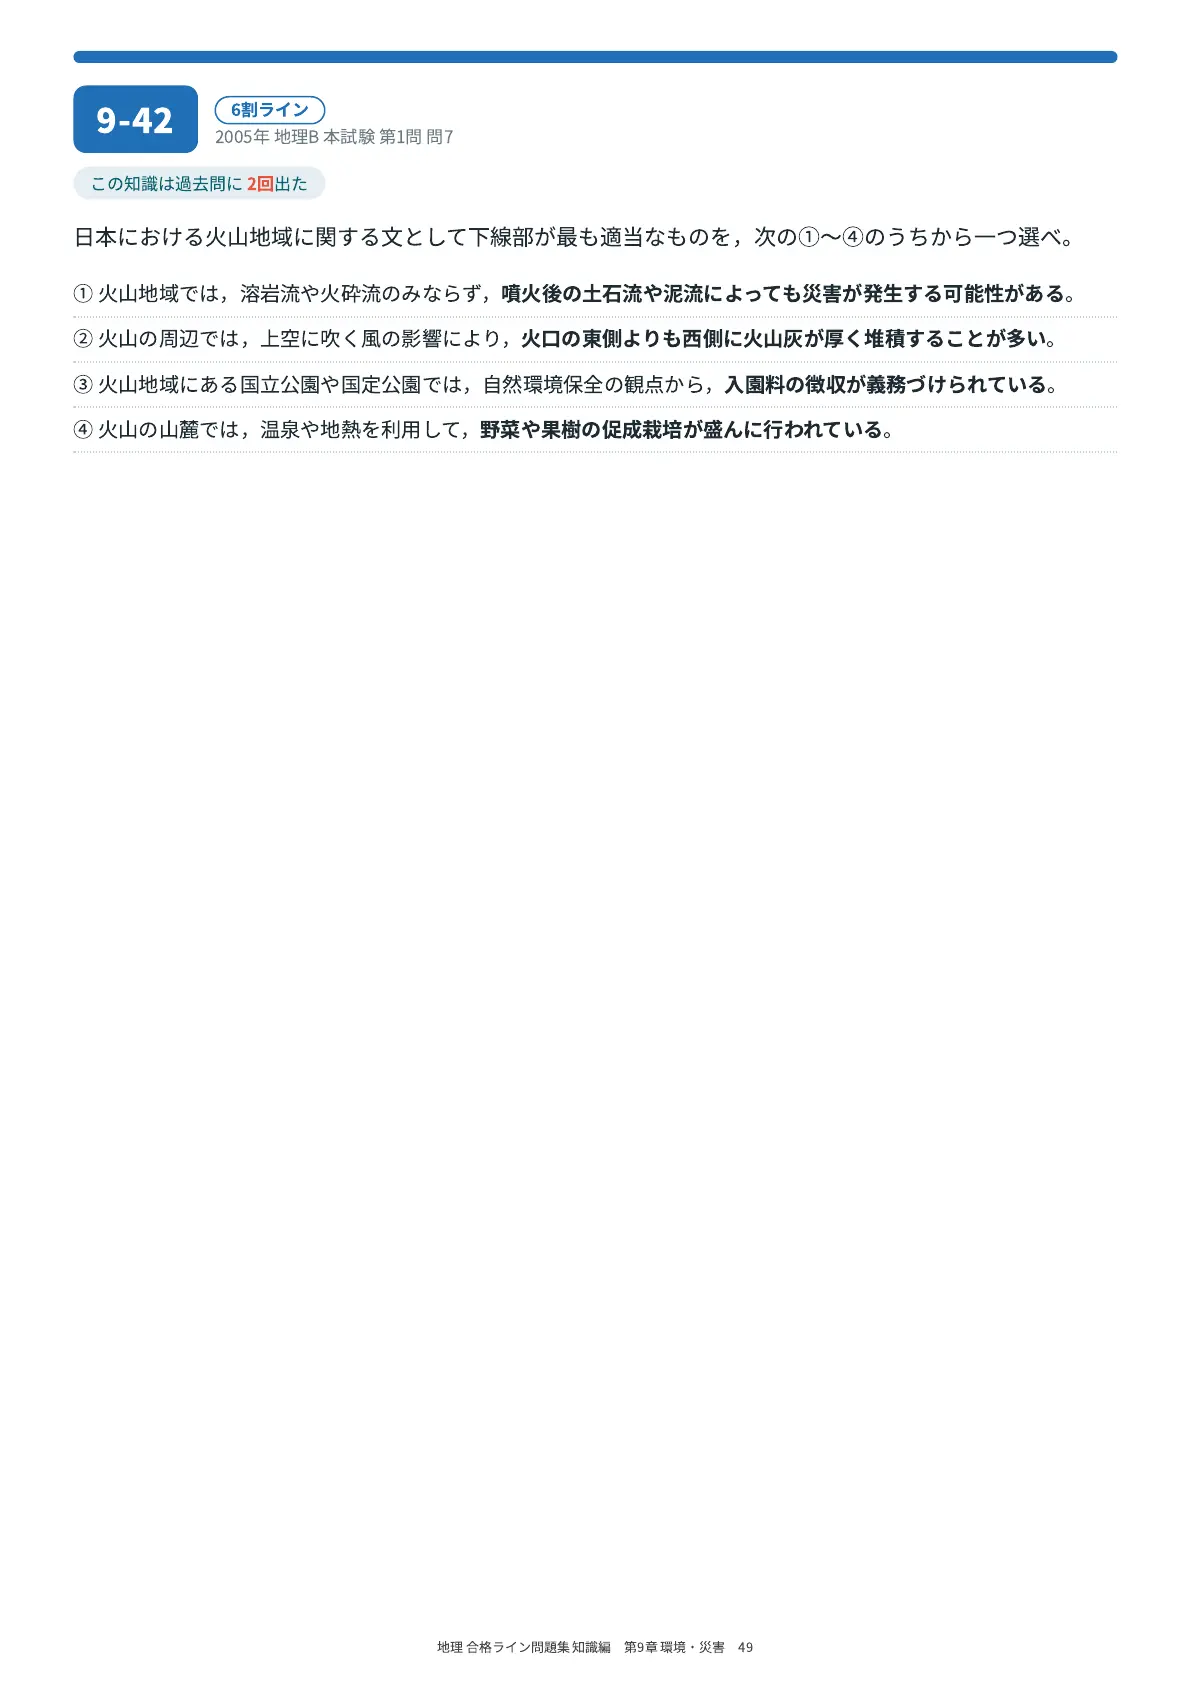 9-42
6割ライン
2005年 地理B 本試験 第1問 問7
この知識は過去問に 2回出た
日本における火山地域に関する文として下線部が最も適当なものを，次の①〜④のうちから一つ選べ。
① 火山地域では，溶岩流や火砕流のみならず，噴火後の土石流や泥流によっても災害が発生する可能性がある。
② 火山の周辺では，上空に吹く風の影響により，火口の東側よりも西側に火山灰が厚く堆積することが多い。
③ 火山地域にある国立公園や国定公園では，自然環境保全の観点から，入園料の徴収が義務づけられている。
④ 火山の山麓では，温泉や地熱を利用して，野菜や果樹の促成栽培が盛んに行われている。
地理 合格ライン問題集 知識編　第9章 環境・災害　49